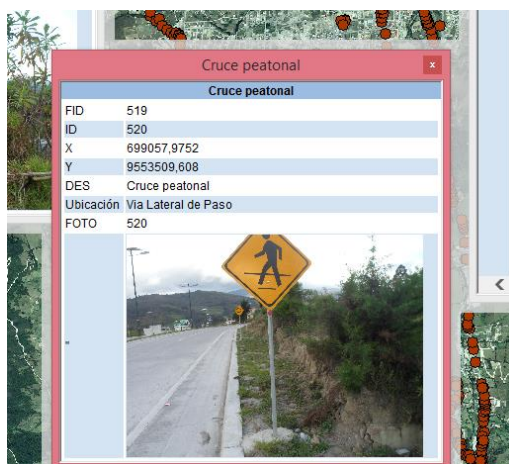 Cruce peatonal
x
Cruce peatonal
FID 519
ID 520
X 699057,9752
Y 9553509,608
DES Cruce peatonal
Ubicación Via Lateral de Paso
FOTO 520